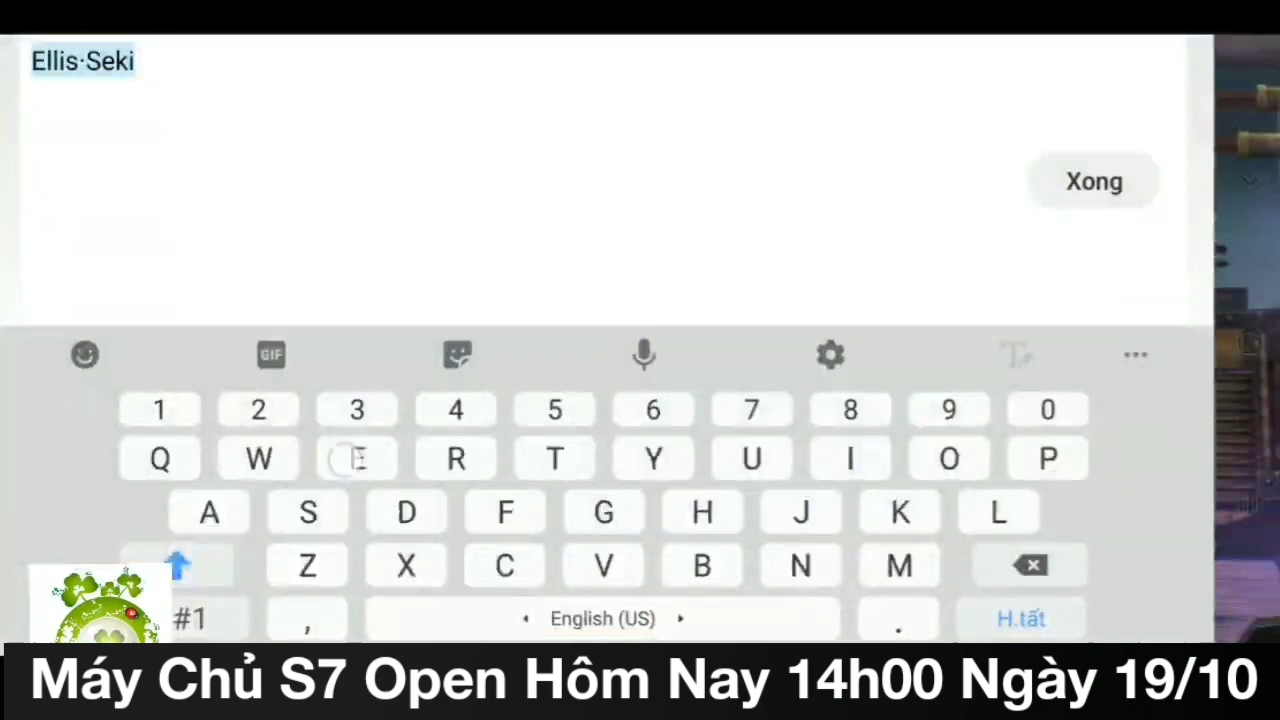 Ellis·Seki
Xong
GIF
1 2 3 4 5 6 7 8 9 0
Q W E R T Y U I O P
A S D F G H J K L
Z X C V B N M
#1 , English (US) . H.tất
Máy Chủ S7 Open Hôm Nay 14h00 Ngày 19/10